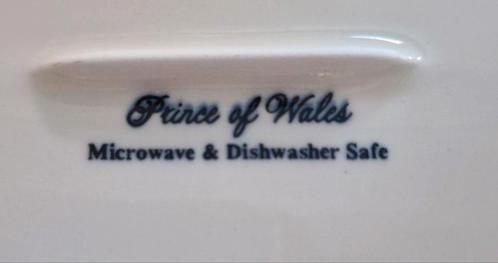 Prince of Wales
Microwave & Dishwasher Safe